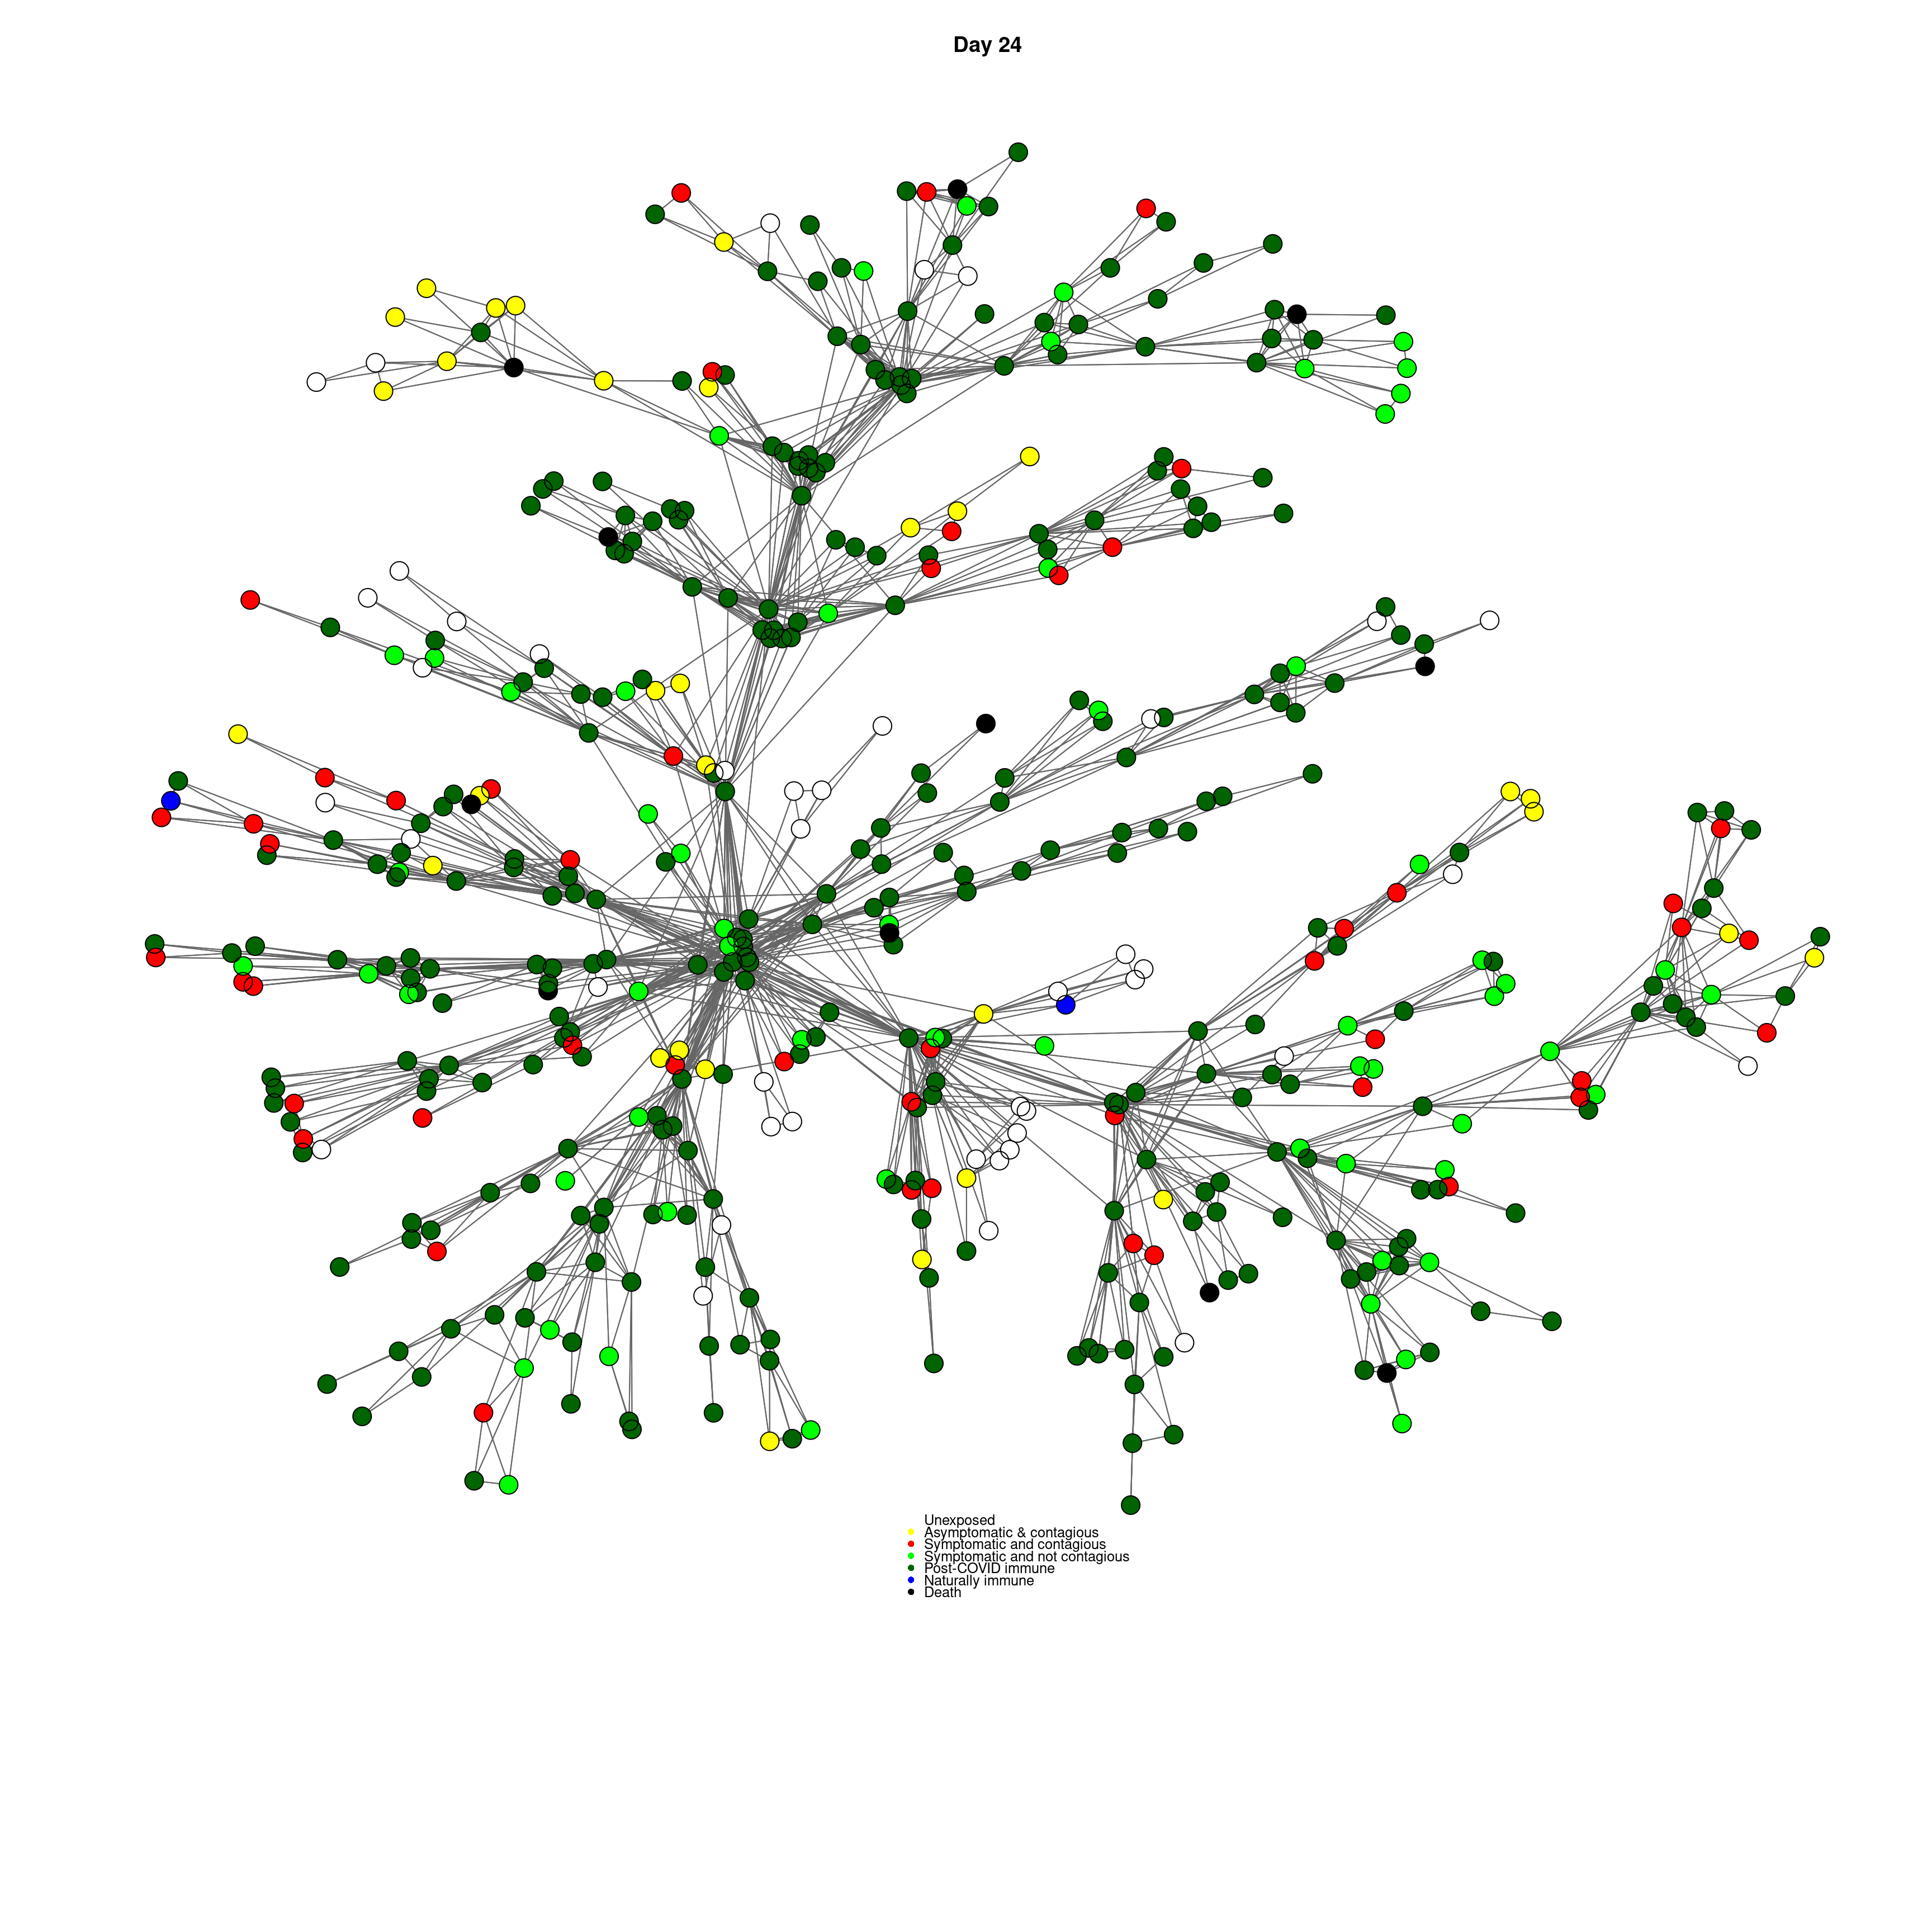 Day 24
Unexposed
Asymptomatic & contagious
Symptomatic and contagious
Symptomatic and not contagious
Post-COVID immune
Naturally immune
Death